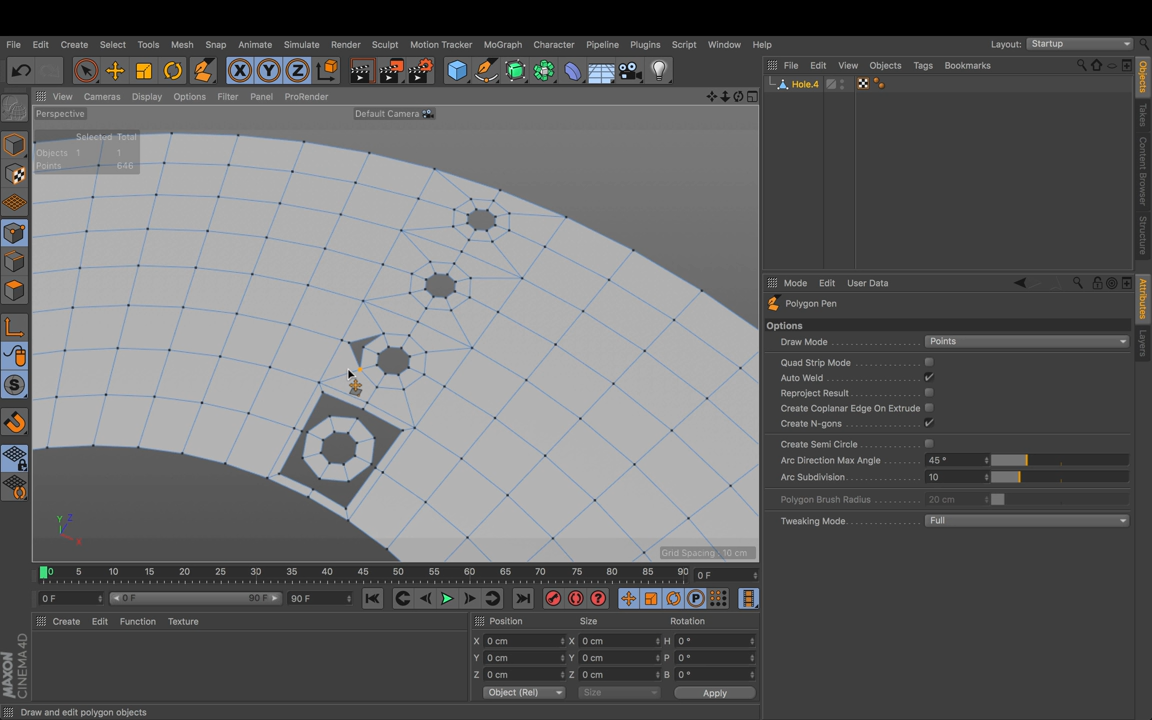 File Edit Create Select Tools Mesh Snap Animate Simulate Render Sculpt Motion Tracker MoGraph Character Pipeline Plugins Script Window Help Layout: Startup
File Edit View Objects Tags Bookmarks
Hole.4
View Cameras Display Options Filter Panel ProRender
Perspective Default Camera
Selected Total
Objects 1 1
Points 646
Grid Spacing : 10 cm
Objects
Takes
Content Browser
Structure
Attributes
Layers
Mode Edit User Data
Polygon Pen
Options
Draw Mode Points
Quad Strip Mode
Auto Weld
Reproject Result
Create Coplanar Edge On Extrude
Create N-gons
Create Semi Circle
Arc Direction Max Angle 45 °
Arc Subdivision 10
Polygon Brush Radius 20 cm
Tweaking Mode Full
0 5 10 15 20 25 30 35 40 45 50 55 60 65 70 75 80 85 90 0 F
0 F 0 F 90 F 90 F
Create Edit Function Texture
Position Size Rotation
X 0 cm X 0 cm H 0 °
Y 0 cm Y 0 cm P 0 °
Z 0 cm Z 0 cm B 0 °
Object (Rel) Size Apply
MAXON
CINEMA 4D
Draw and edit polygon objects